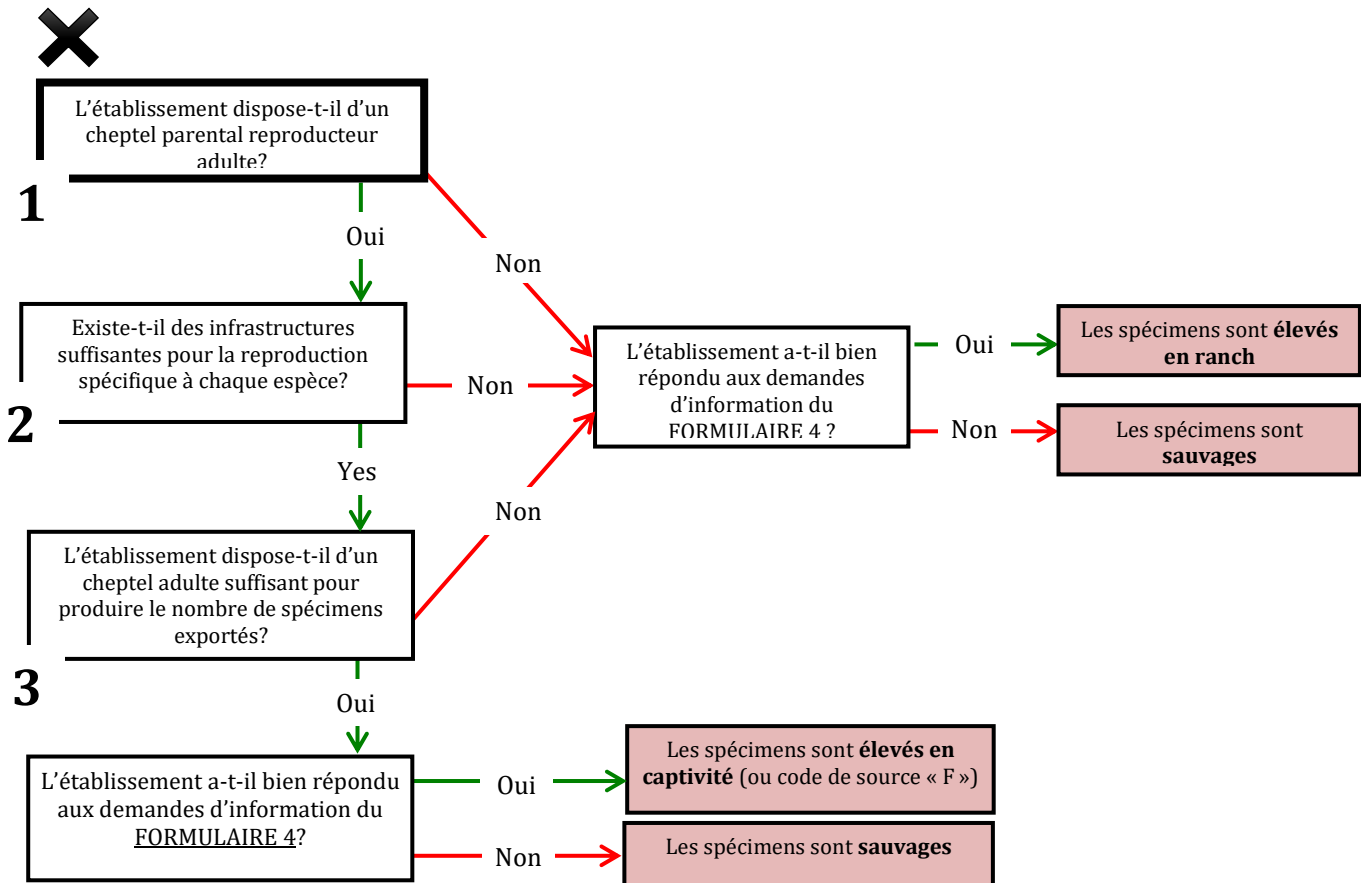 L’établissement dispose-t-il d’un
cheptel parental reproducteur
adulte?
1
Oui
Non
Existe-t-il des infrastructures
suffisantes pour la reproduction
spécifique à chaque espèce?
2
Non
L’établissement a-t-il bien
répondu aux demandes
d’information du
FORMULAIRE 4 ?
Oui
Les spécimens sont élevés
en ranch
Non
Les spécimens sont
sauvages
Yes
Non
L’établissement dispose-t-il d’un
cheptel adulte suffisant pour
produire le nombre de spécimens
exportés?
3
Oui
L’établissement a-t-il bien répondu
aux demandes d’information du
FORMULAIRE 4?
Oui
Les spécimens sont élevés en
captivité (ou code de source « F »)
Non
Les spécimens sont sauvages